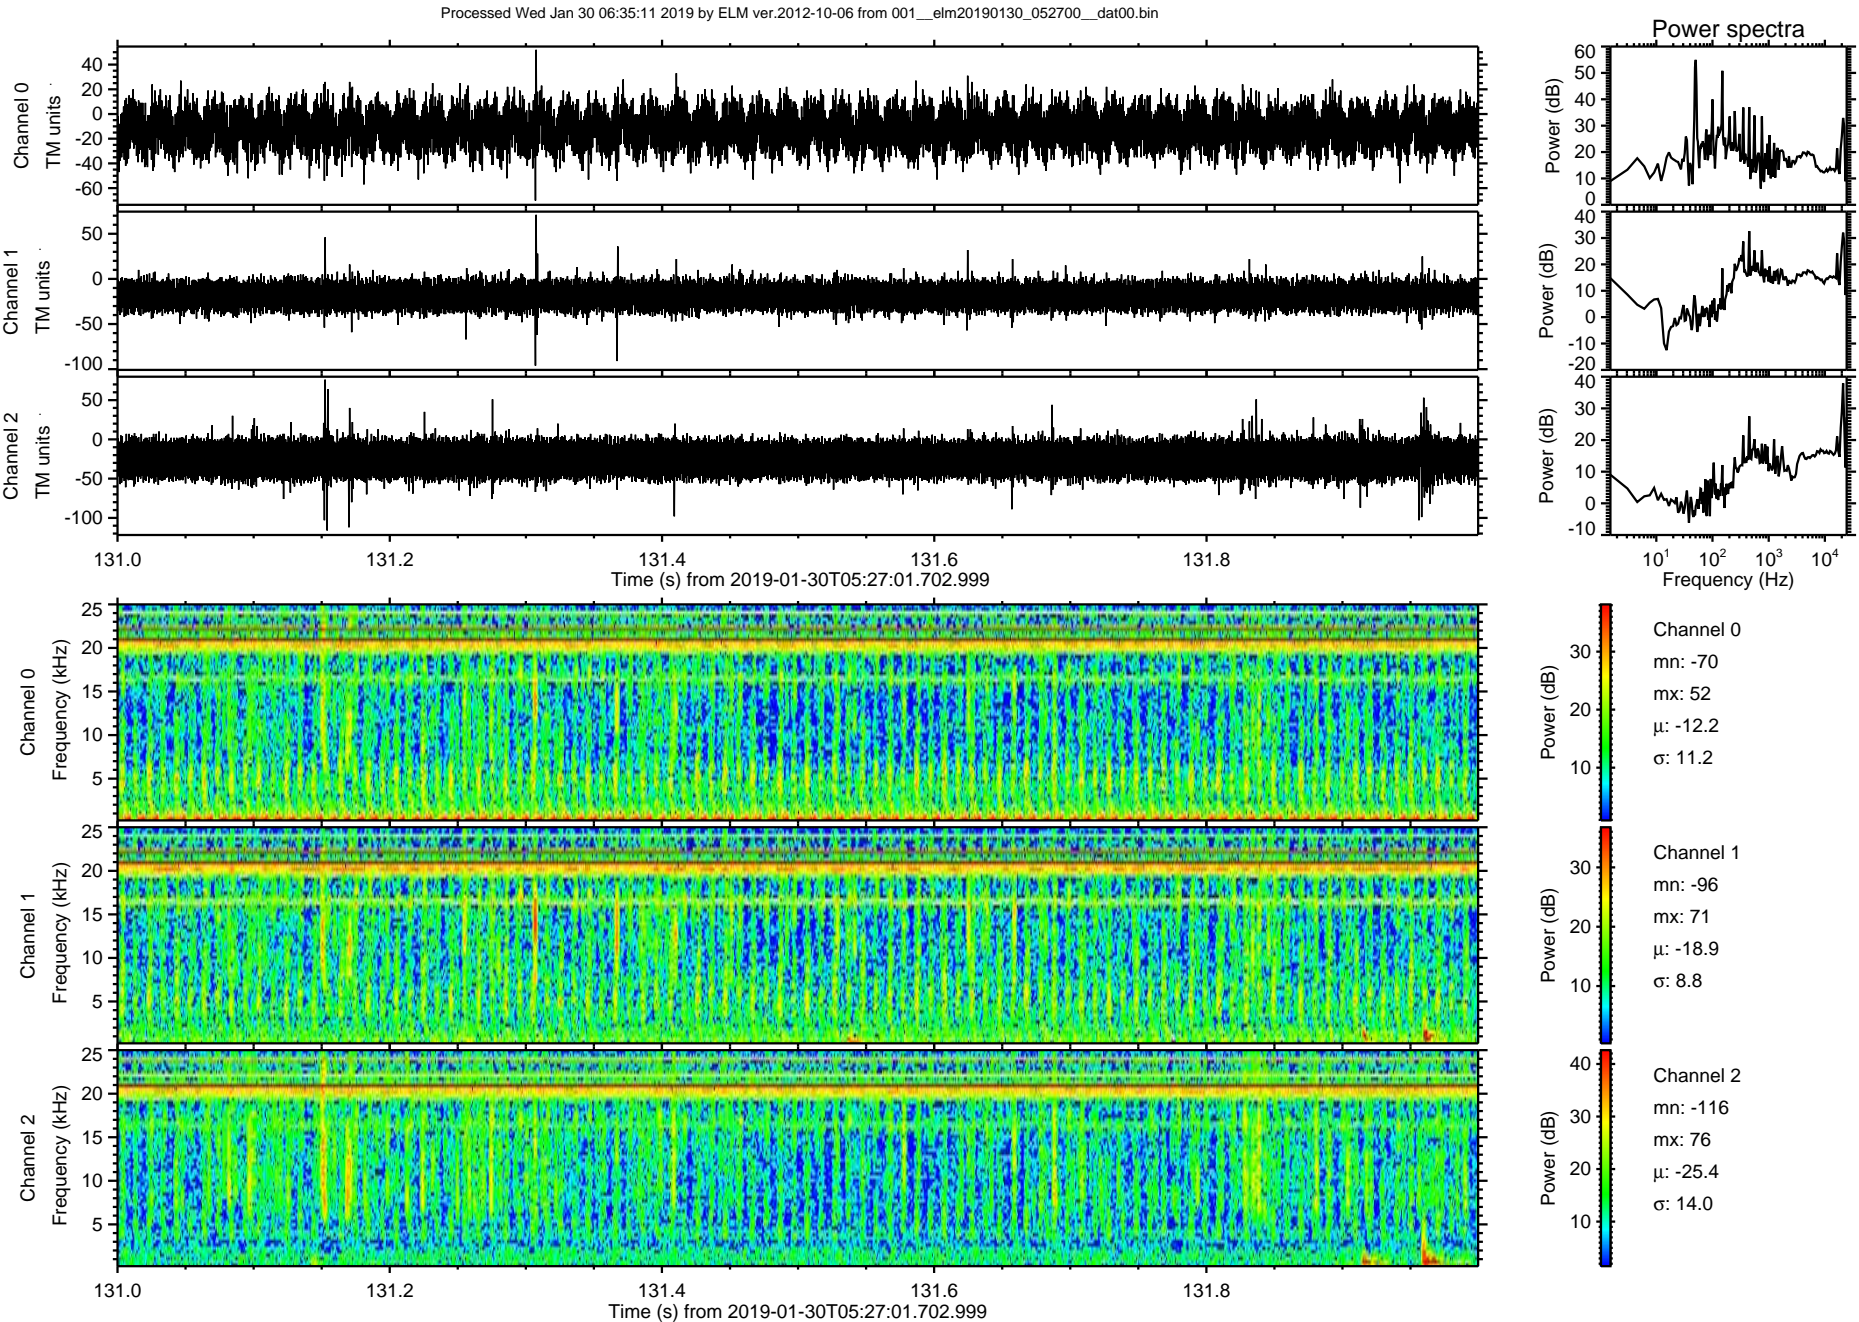 Processed Wed Jan 30 06:35:11 2019 by ELM ver.2012-10-06 from 001__elm20190130_052700__dat00.bin
Power spectra
Channel 0
TM units
40
20
0
-20
-40
-60
Power (dB)
60
50
40
30
20
10
0
Channel 1
TM units
50
0
-50
-100
Power (dB)
40
30
20
10
0
-10
-20
Channel 2
TM units
50
0
-50
-100
Power (dB)
40
30
20
10
0
-10
131.0 131.2 131.4 131.6 131.8
Time (s) from 2019-01-30T05:27:01.702.999
10^1 10^2 10^3 10^4
Frequency (Hz)
Channel 0
Frequency (kHz)
25
20
15
10
5
Power (dB)
30
20
10
Channel 0
mn: -70
mx: 52
μ: -12.2
σ: 11.2
Channel 1
Frequency (kHz)
25
20
15
10
5
Power (dB)
30
20
10
Channel 1
mn: -96
mx: 71
μ: -18.9
σ: 8.8
Channel 2
Frequency (kHz)
25
20
15
10
5
Power (dB)
40
30
20
10
Channel 2
mn: -116
mx: 76
μ: -25.4
σ: 14.0
131.0 131.2 131.4 131.6 131.8
Time (s) from 2019-01-30T05:27:01.702.999